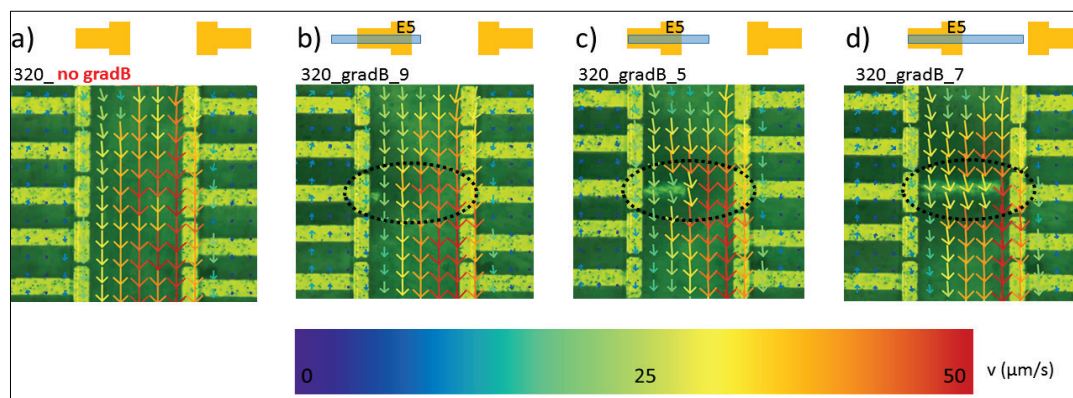 a)
320_ no gradB
b)
E5
320_gradB_9
c)
E5
320_gradB_5
d)
E5
320_gradB_7
0 25 50 v (µm/s)